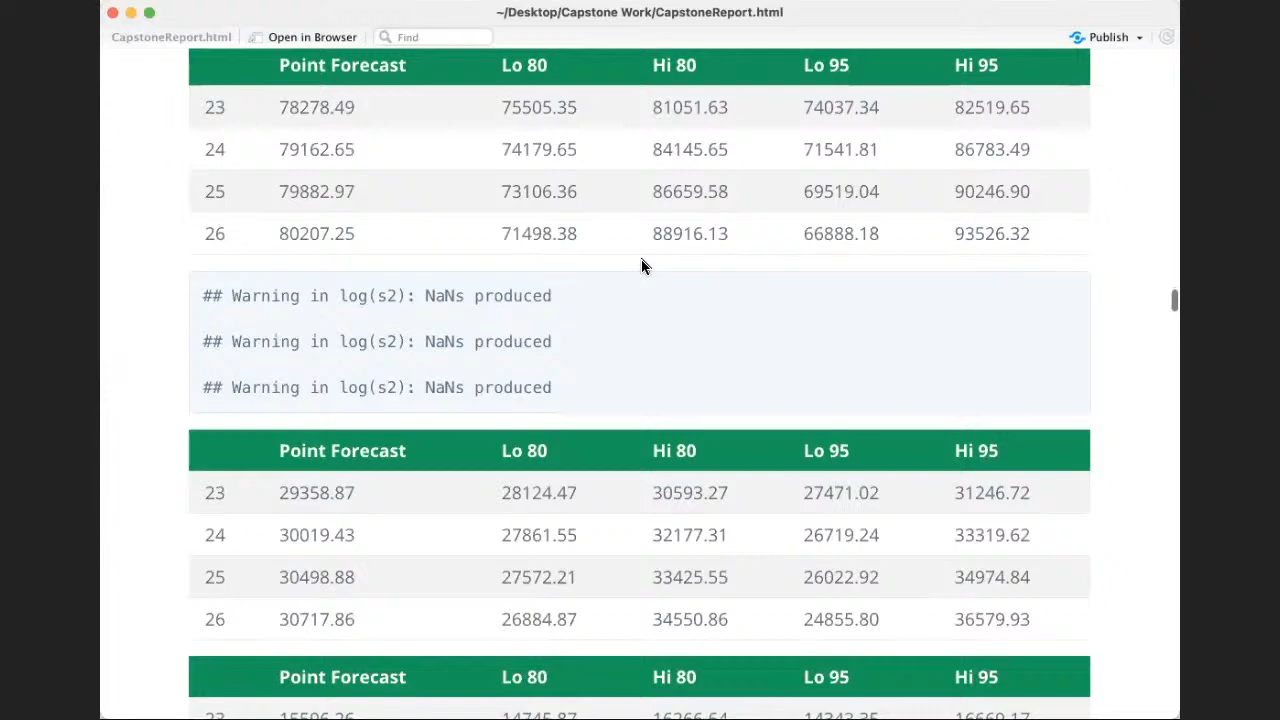 ~/Desktop/Capstone Work/CapstoneReport.html
CapstoneReport.html Open in Browser Find Publish
Point Forecast Lo 80 Hi 80 Lo 95 Hi 95
23 78278.49 75505.35 81051.63 74037.34 82519.65
24 79162.65 74179.65 84145.65 71541.81 86783.49
25 79882.97 73106.36 86659.58 69519.04 90246.90
26 80207.25 71498.38 88916.13 66888.18 93526.32
## Warning in log(s2): NaNs produced
## Warning in log(s2): NaNs produced
## Warning in log(s2): NaNs produced
Point Forecast Lo 80 Hi 80 Lo 95 Hi 95
23 29358.87 28124.47 30593.27 27471.02 31246.72
24 30019.43 27861.55 32177.31 26719.24 33319.62
25 30498.88 27572.21 33425.55 26022.92 34974.84
26 30717.86 26884.87 34550.86 24855.80 36579.93
Point Forecast Lo 80 Hi 80 Lo 95 Hi 95